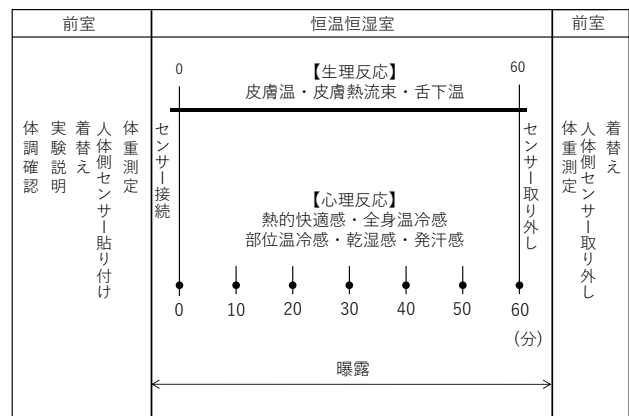 前室
恒温恒湿室
前室
体調確認
実験説明
着替え
人体側センサー貼り付け
体重測定
センサー接続
0
60
【生理反応】
皮膚温・皮膚熱流束・舌下温
【心理反応】
熱的快適感・全身温冷感
部位温冷感・乾湿感・発汗感
0 10 20 30 40 50 60
(分)
曝露
センサー取り外し
体重測定
人体側センサー取り外し
着替え